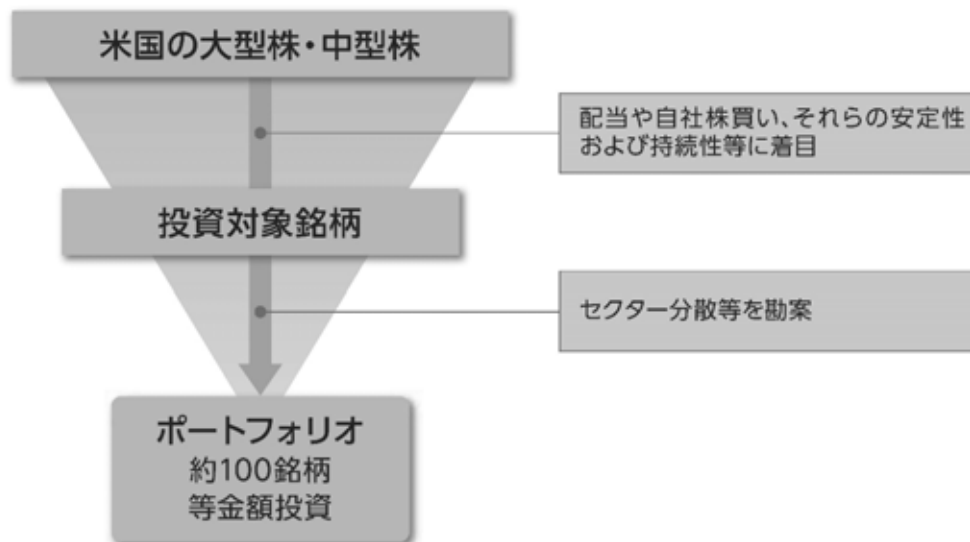 米国の大型株・中型株
配当や自社株買い、それらの安定性
および持続性等に着目
投資対象銘柄
セクター分散等を勘案
ポートフォリオ
約100銘柄
等金額投資